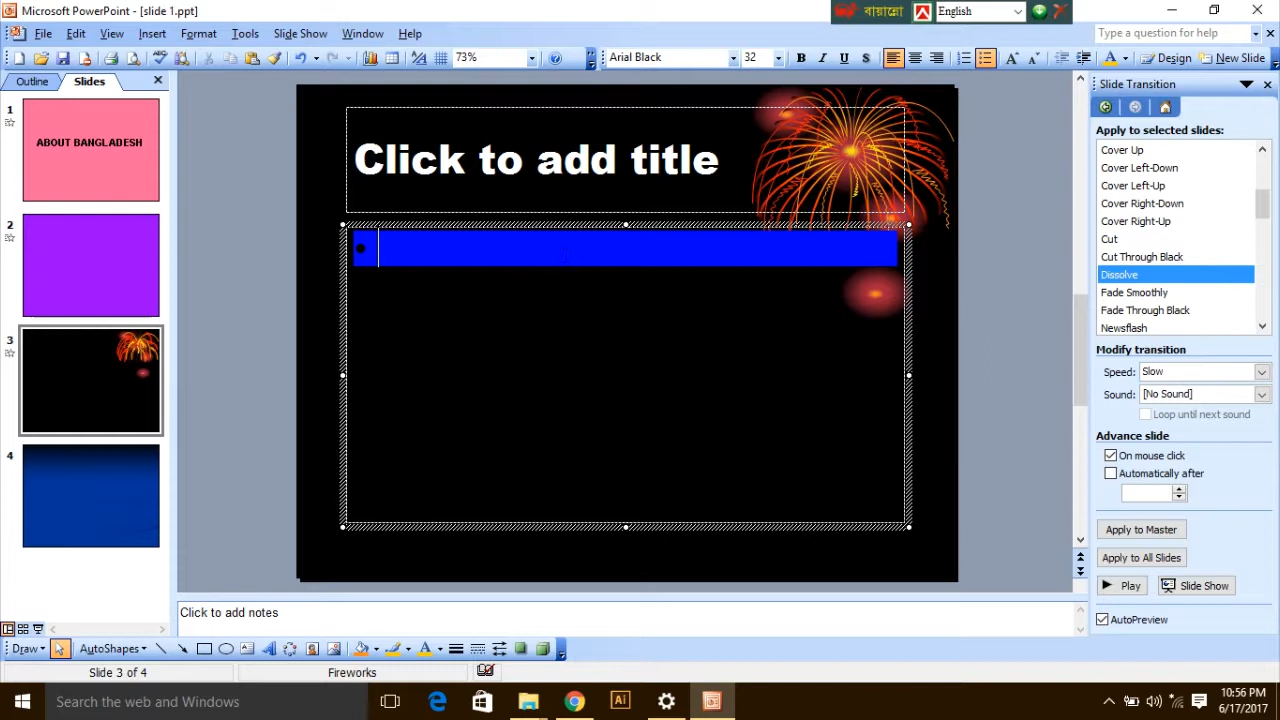 Microsoft PowerPoint - [slide 1.ppt]
বায়ান্নো
English
File Edit View Insert Format Tools Slide Show Window Help
Type a question for help
73%
Arial Black
32
B I U S
A
Design
New Slide
Outline
Slides
Slide Transition
1
ABOUT BANGLADESH
2
3
4
Click to add title
Apply to selected slides:
Cover Up
Cover Left-Down
Cover Left-Up
Cover Right-Down
Cover Right-Up
Cut
Cut Through Black
Dissolve
Fade Smoothly
Fade Through Black
Newsflash
Modify transition
Speed: Slow
Sound: [No Sound]
Loop until next sound
Advance slide
On mouse click
Automatically after
Apply to Master
Apply to All Slides
Play
Slide Show
AutoPreview
Click to add notes
Draw
AutoShapes
A
Slide 3 of 4
Fireworks
Search the web and Windows
Ai
10:56 PM
6/17/2017